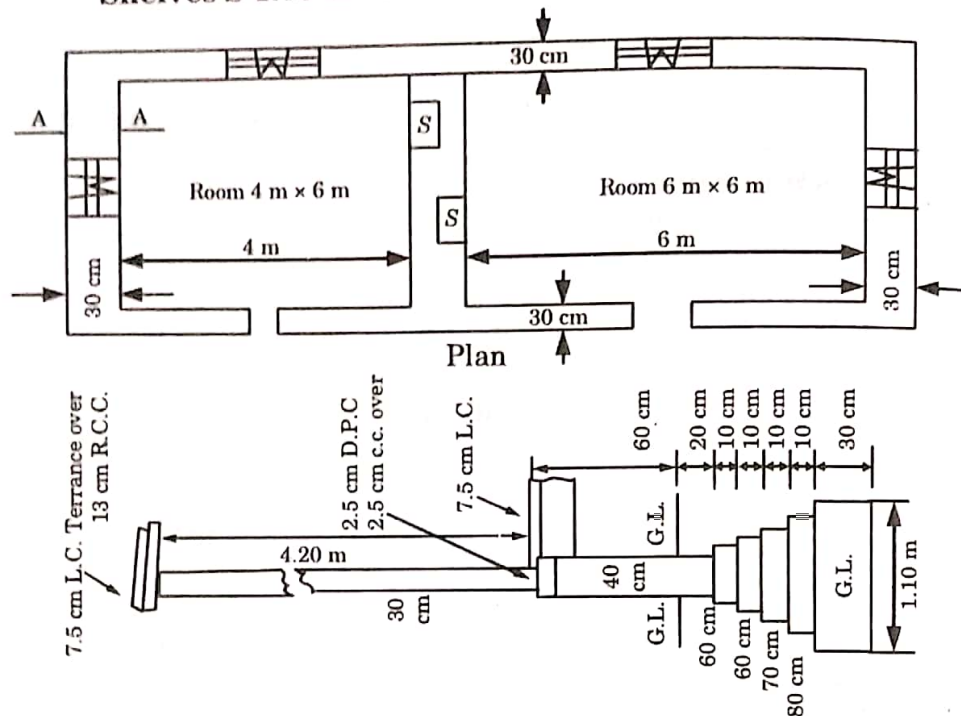 30 cm
A
A
S
Room 4 m × 6 m
Room 6 m × 6 m
S
4 m
6 m
30 cm
30 cm
30 cm
Plan
7.5 cm L.C. Terrance over
13 cm R.C.C.
2.5 cm D.P.C
2.5 cm c.c. over
7.5 cm L.C.
60 cm
20 cm
10 cm
10 cm
10 cm
10 cm
30 cm
4.20 m
30
cm
40
cm
G.L.
G.L.
60 cm
60 cm
70 cm
80 cm
G.L.
1.10 m